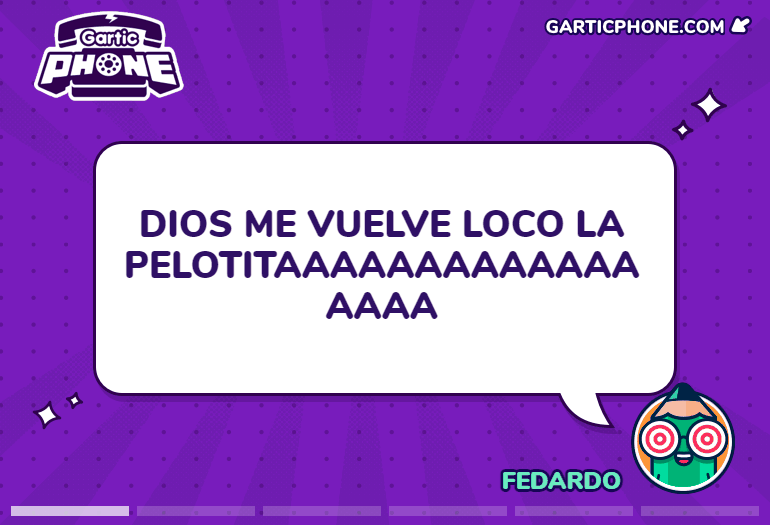 Gartic
PHONE
GARTICPHONE.COM
DIOS ME VUELVE LOCO LA
PELOTITAAAAAAAAAAAAAA
AAAA
FEDARDO